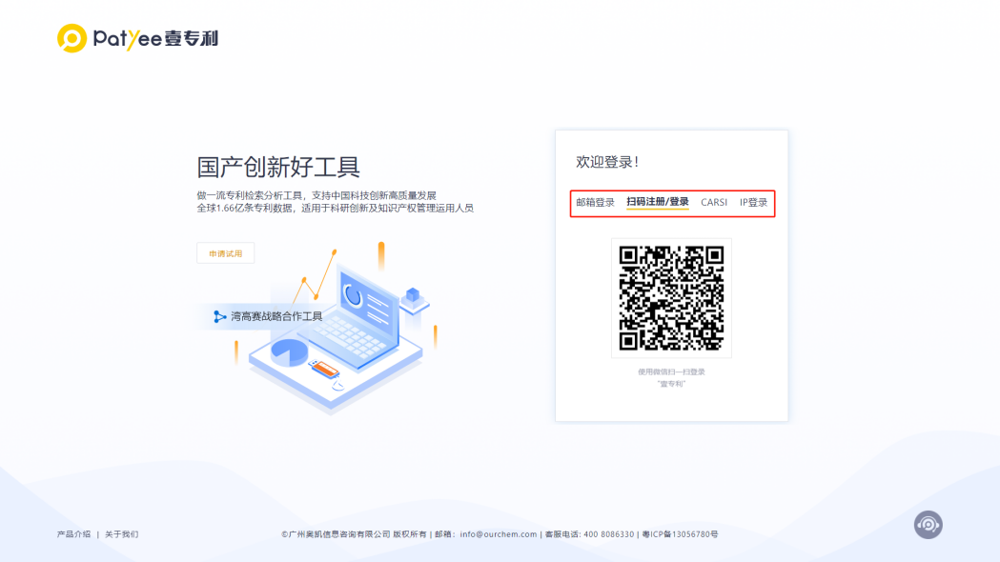 Patyee壹专利
国产创新好工具
做一流专利检索分析工具，支持中国科技创新高质量发展
全球1.66亿条专利数据，适用于科研创新及知识产权管理运用人员
申请试用
湾高赛战略合作工具
欢迎登录！
邮箱登录 扫码注册/登录 CARSI IP登录
使用微信扫一扫登录
“壹专利”
产品介绍 | 关于我们
©广州奥凯信息咨询有限公司 版权所有 | 邮箱：info@ourchem.com | 客服电话: 400 8086330 | 粤ICP备13056780号